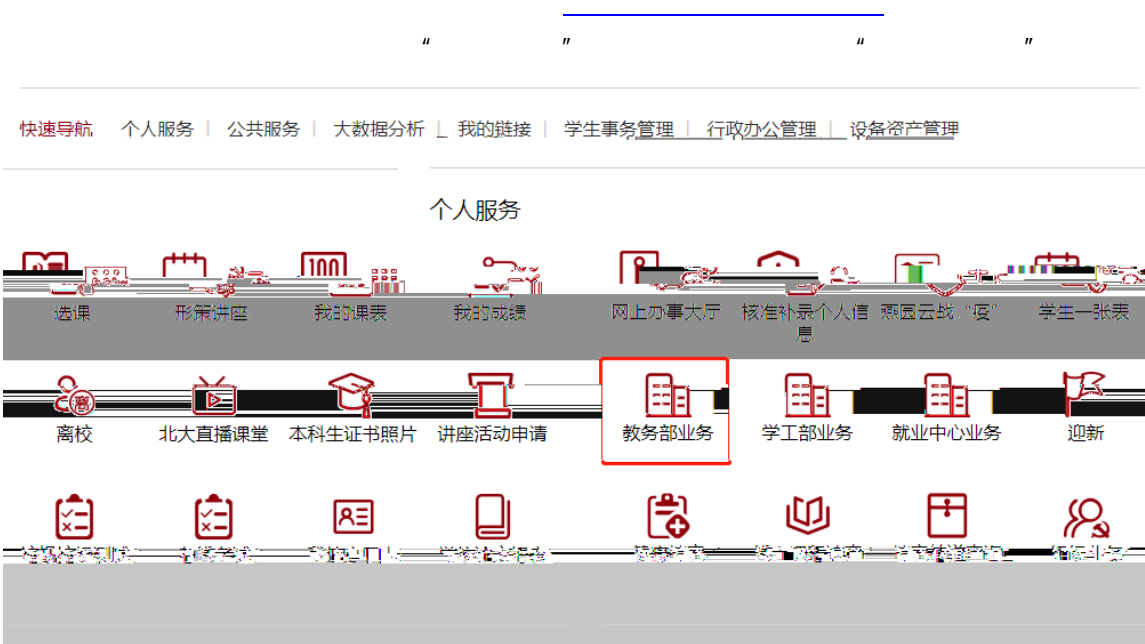 “ ” “ ”
快速导航 个人服务 | 公共服务 | 大数据分析 | 我的链接 | 学生事务管理 | 行政办公管理 | 设备资产管理
个人服务
选课 形策讲座 我的课表 我的成绩 网上办事大厅 核准补录个人信息 燕园云战“疫” 学生一张表
离校 北大直播课堂 本科生证书照片 讲座活动申请 教务部业务 学工部业务 就业中心业务 迎新